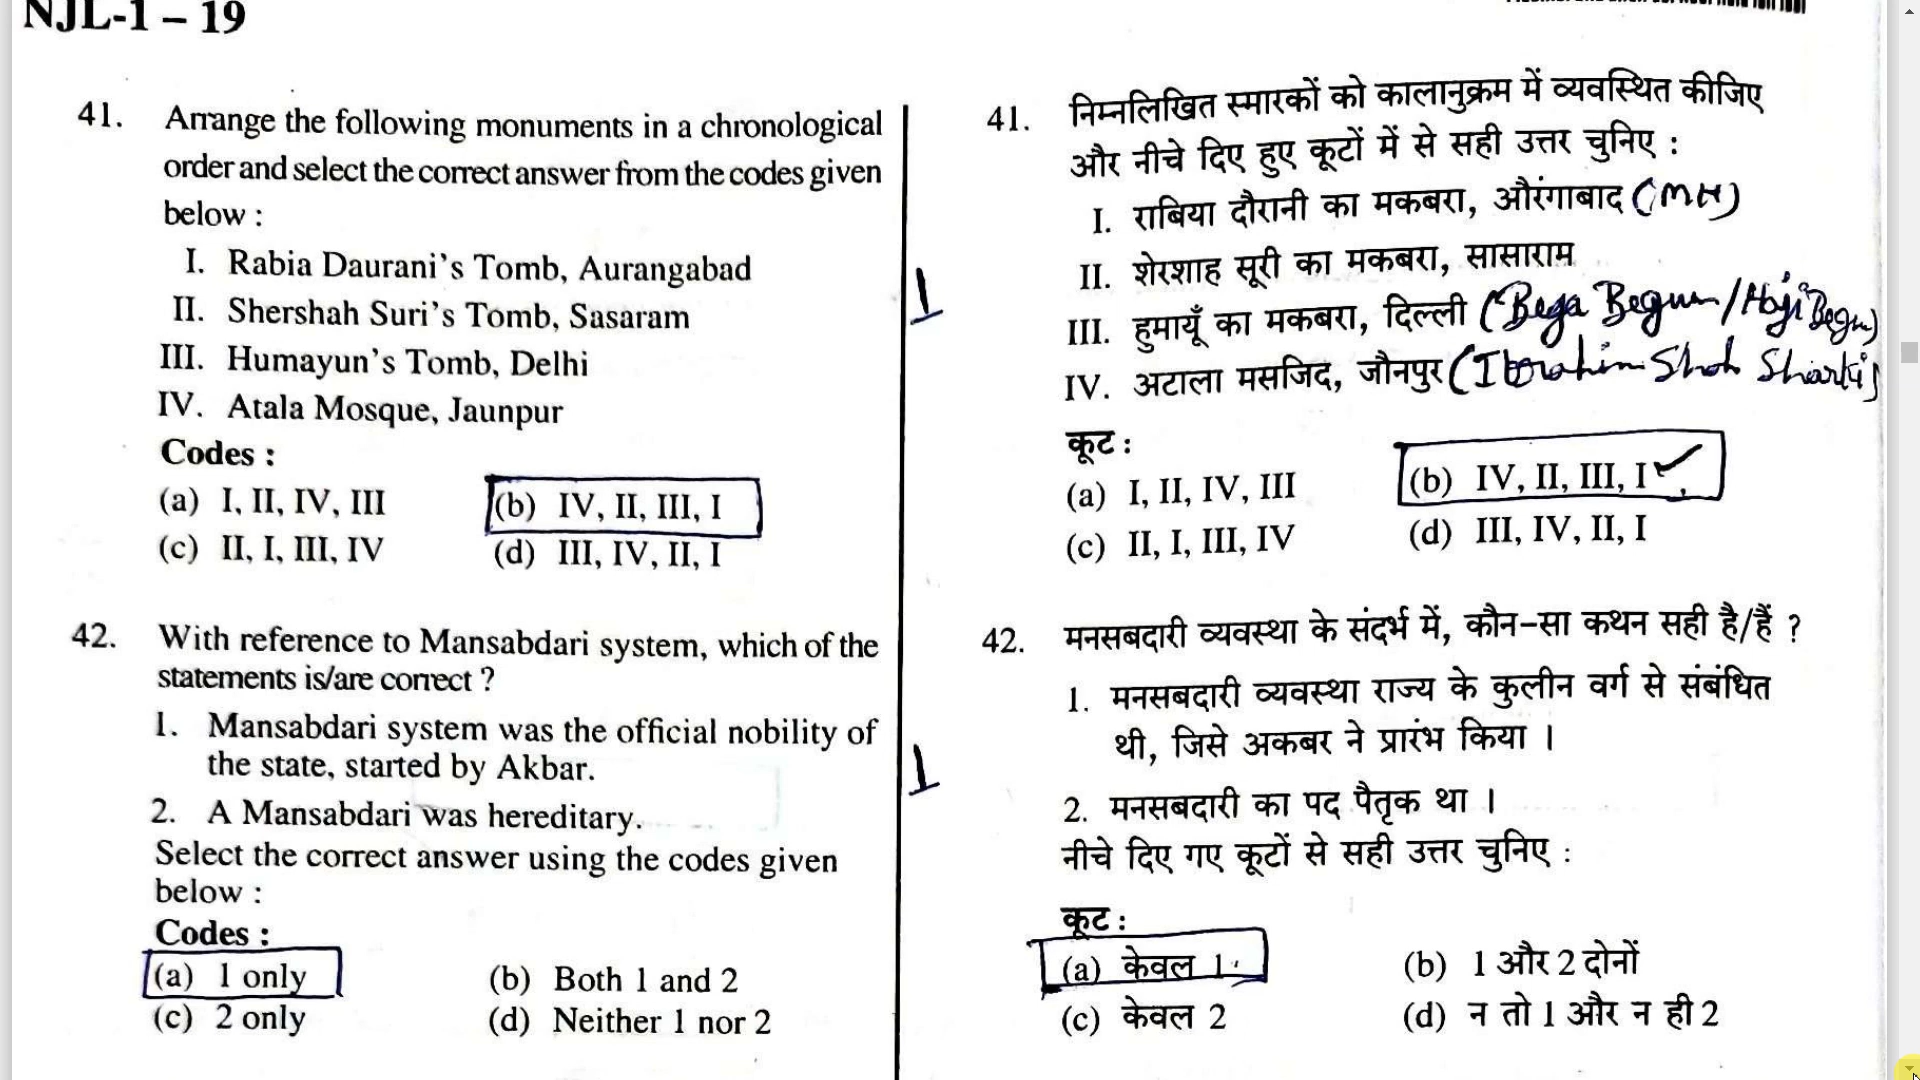 NJL-1 – 19
41. Arrange the following monuments in a chronological
order and select the correct answer from the codes given
below :
I. Rabia Daurani's Tomb, Aurangabad
II. Shershah Suri's Tomb, Sasaram
III. Humayun's Tomb, Delhi
IV. Atala Mosque, Jaunpur
Codes :
(a) I, II, IV, III (b) IV, II, III, I
(c) II, I, III, IV (d) III, IV, II, I
42. With reference to Mansabdari system, which of the
statements is/are correct ?
1. Mansabdari system was the official nobility of
the state, started by Akbar.
2. A Mansabdari was hereditary.
Select the correct answer using the codes given
below :
Codes :
(a) 1 only (b) Both 1 and 2
(c) 2 only (d) Neither 1 nor 2
1
1
41. निम्नलिखित स्मारकों को कालानुक्रम में व्यवस्थित कीजिए
और नीचे दिए हुए कूटों में से सही उत्तर चुनिए :
I. राबिया दौरानी का मकबरा, औरंगाबाद (MH)
II. शेरशाह सूरी का मकबरा, सासाराम
III. हुमायूँ का मकबरा, दिल्ली (Bega Begum/Haji Begum)
IV. अटाला मसजिद, जौनपुर (Ibrahim Shah Sharki)
कूट :
(a) I, II, IV, III (b) IV, II, III, I
(c) II, I, III, IV (d) III, IV, II, I
42. मनसबदारी व्यवस्था के संदर्भ में, कौन-सा कथन सही है/हैं ?
1. मनसबदारी व्यवस्था राज्य के कुलीन वर्ग से संबंधित
थी, जिसे अकबर ने प्रारंभ किया ।
2. मनसबदारी का पद पैतृक था ।
नीचे दिए गए कूटों से सही उत्तर चुनिए :
कूट :
(a) केवल 1 (b) 1 और 2 दोनों
(c) केवल 2 (d) न तो 1 और न ही 2